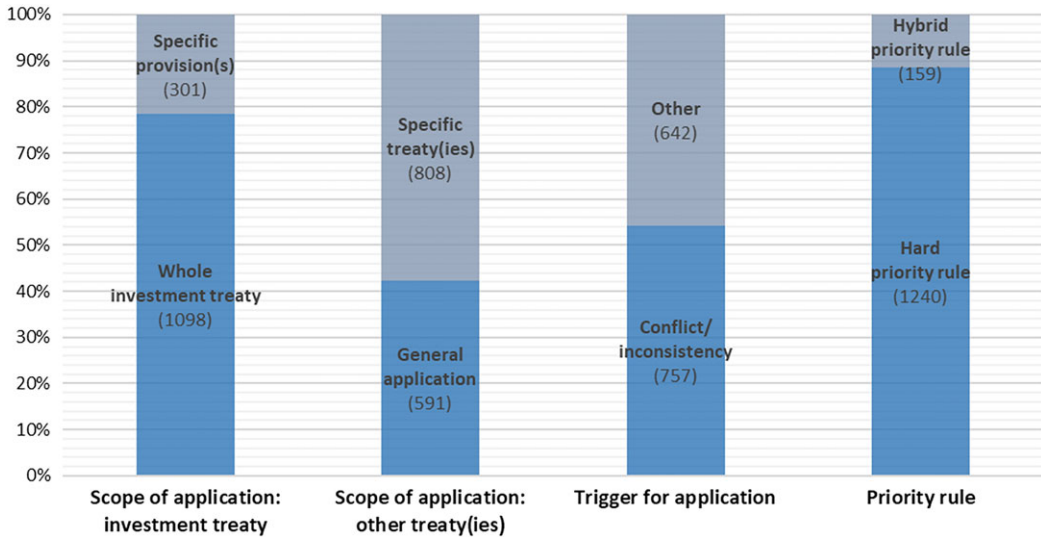 100%
90%
80%
70%
60%
50%
40%
30%
20%
10%
0%
Specific
provision(s)
(301)
Whole
investment treaty
(1098)
Specific
treaty(ies)
(808)
General
application
(591)
Other
(642)
Conflict/
inconsistency
(757)
Hybrid
priority rule
(159)
Hard
priority rule
(1240)
Scope of application:
investment treaty
Scope of application:
other treaty(ies)
Trigger for application
Priority rule